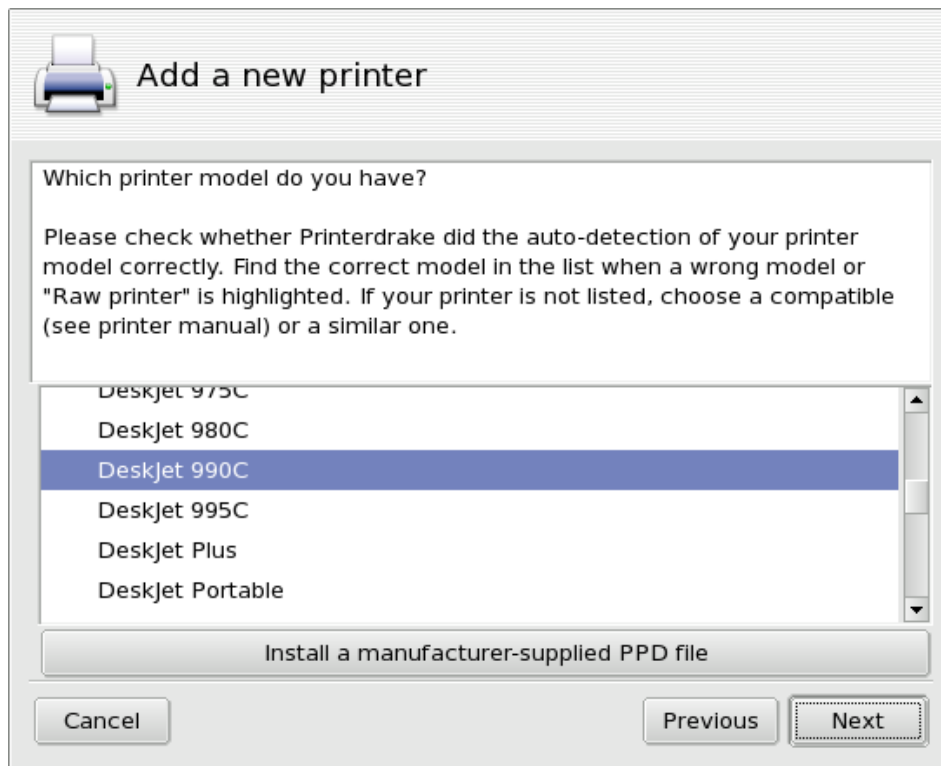 Add a new printer
Which printer model do you have?
Please check whether Printerdrake did the auto-detection of your printer
model correctly. Find the correct model in the list when a wrong model or
"Raw printer" is highlighted. If your printer is not listed, choose a compatible
(see printer manual) or a similar one.
DeskJet 975C
DeskJet 980C
DeskJet 990C
DeskJet 995C
DeskJet Plus
DeskJet Portable
Install a manufacturer-supplied PPD file
Cancel
Previous
Next